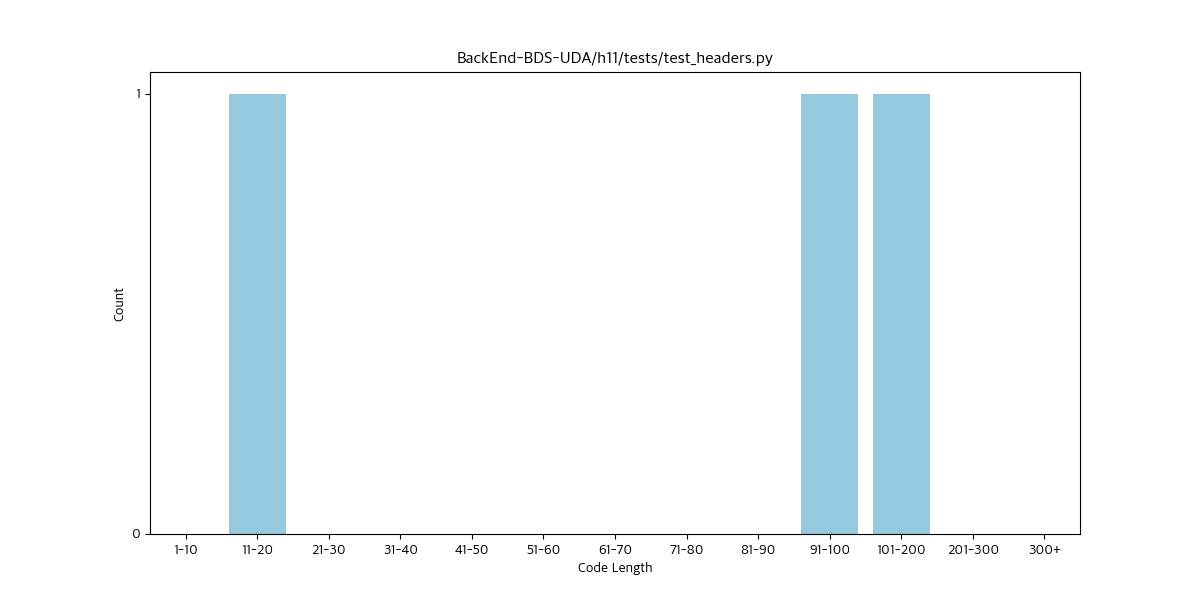 BackEnd-BDS-UDA/h11/tests/test_headers.py
1
Count
0
1-10 11-20 21-30 31-40 41-50 51-60 61-70 71-80 81-90 91-100 101-200 201-300 300+
Code Length